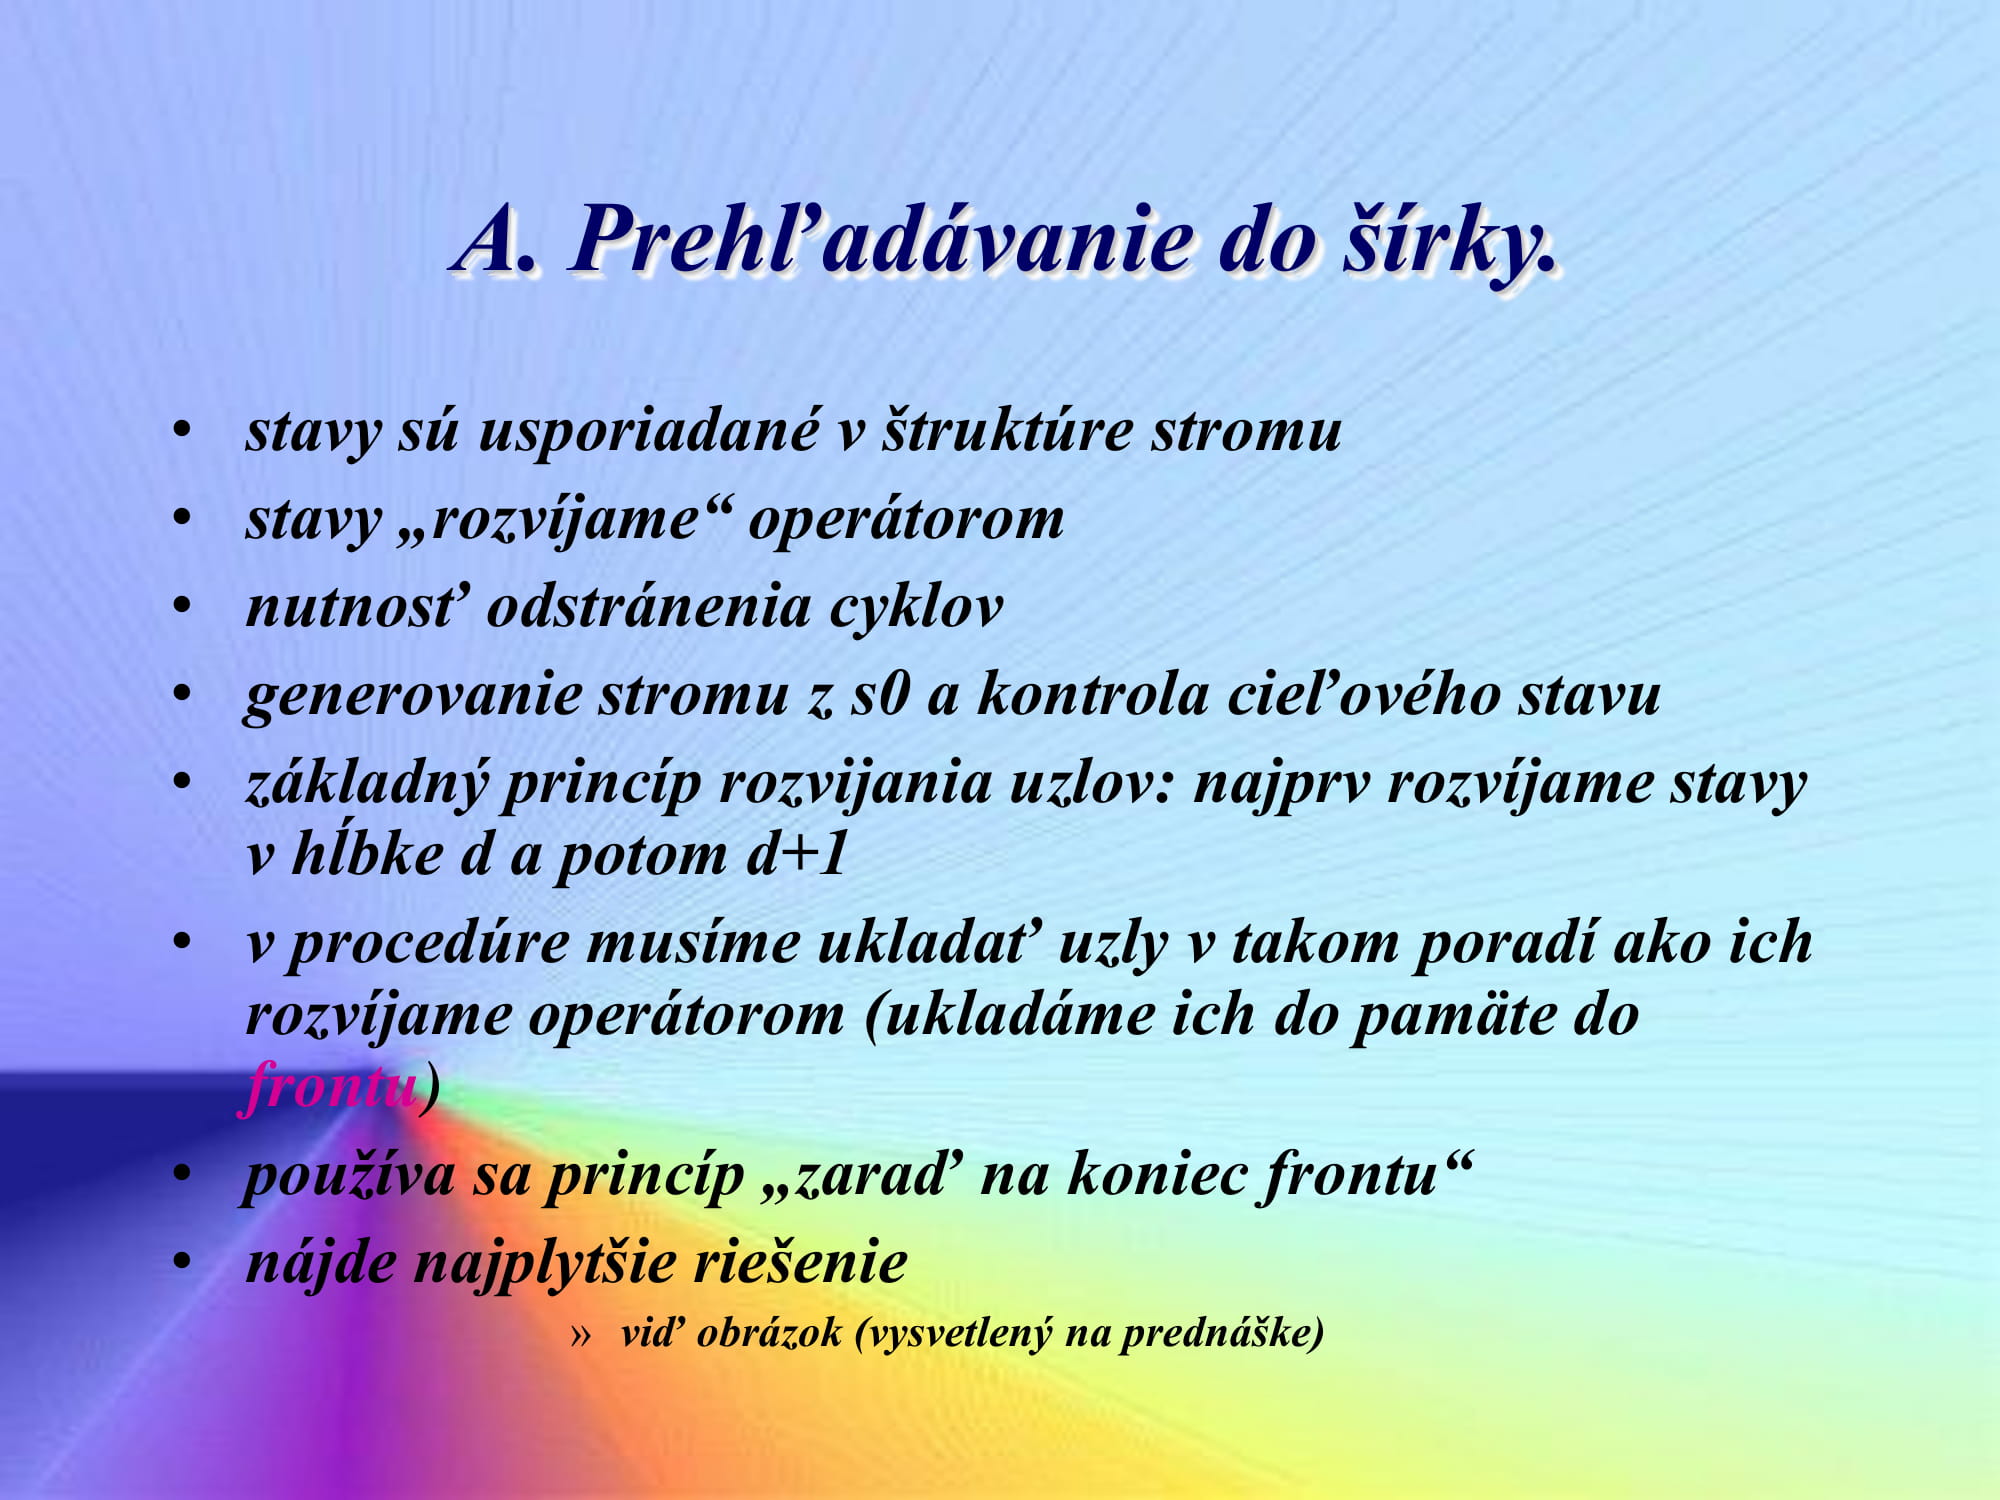 A. Prehľadávanie do šírky.
• stavy sú usporiadané v štruktúre stromu
• stavy „rozvíjame“ operátorom
• nutnosť odstránenia cyklov
• generovanie stromu z s0 a kontrola cieľového stavu
• základný princíp rozvijania uzlov: najprv rozvíjame stavy
v hĺbke d a potom d+1
• v procedúre musíme ukladať uzly v takom poradí ako ich
rozvíjame operátorom (ukladáme ich do pamäte do
frontu)
• používa sa princíp „zaraď na koniec frontu“
• nájde najplytšie riešenie
» viď obrázok (vysvetlený na prednáške)